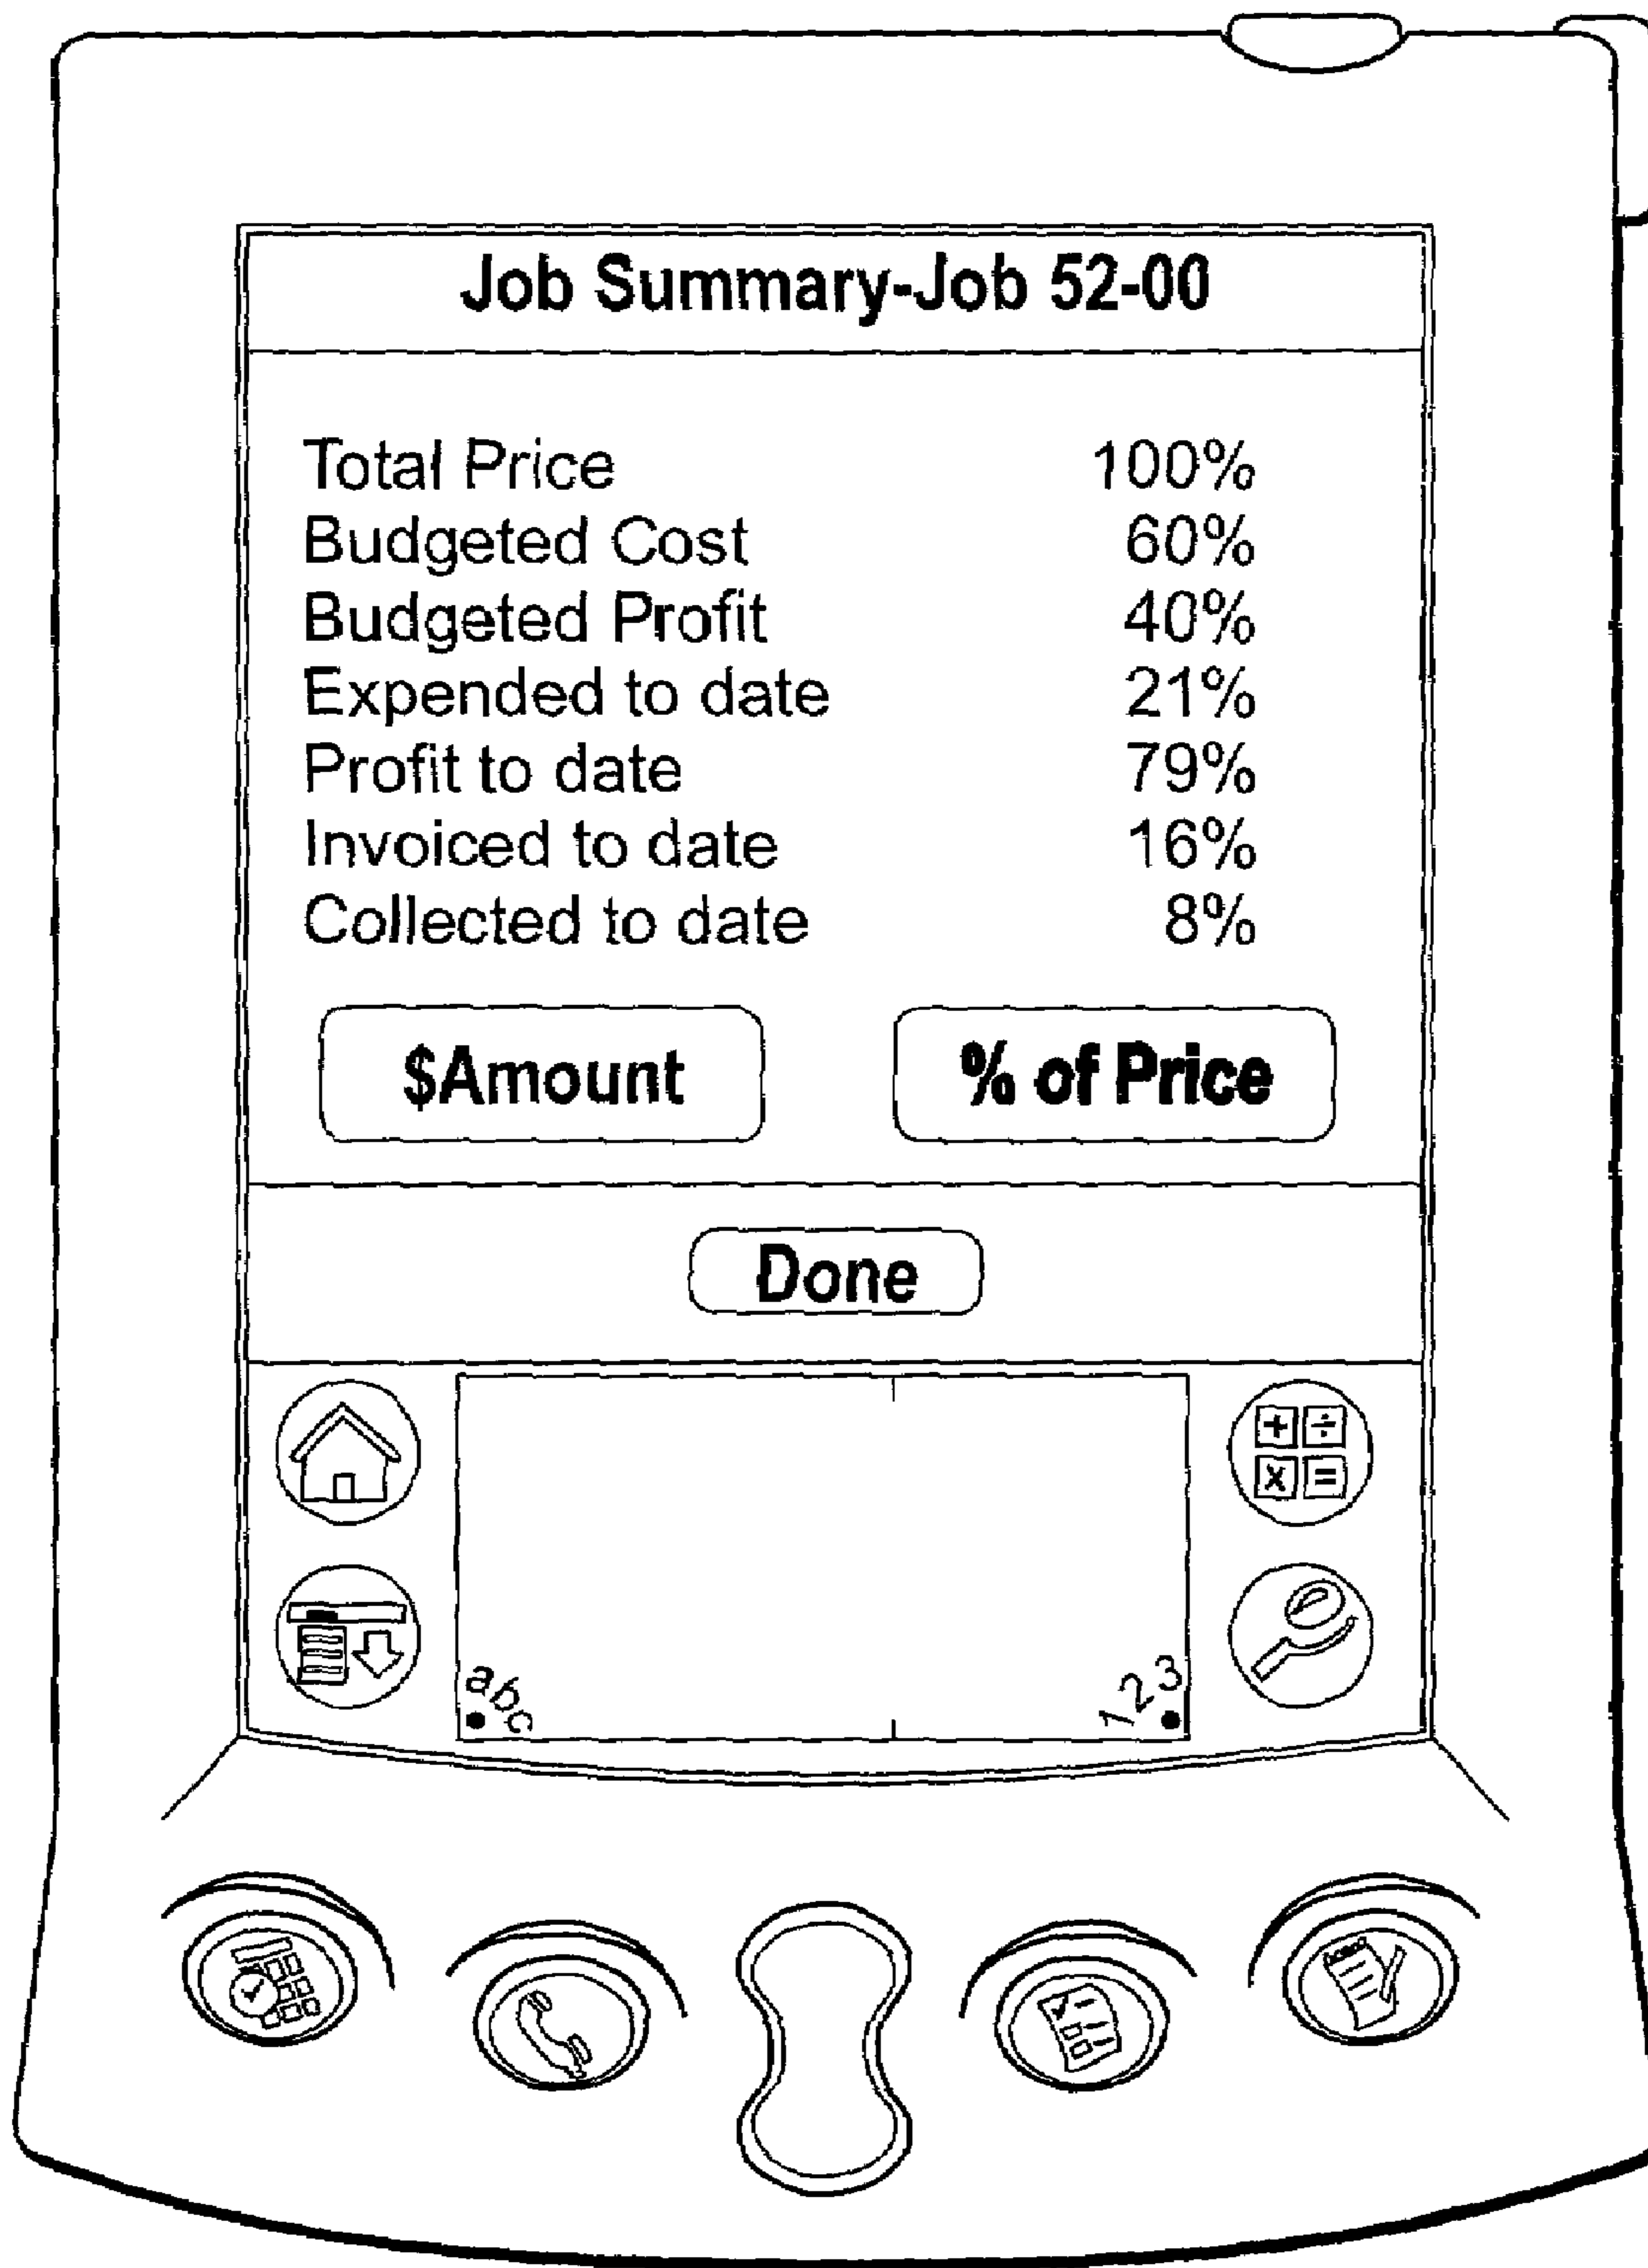 Job Summary-Job 52-00
Total Price 100%
Budgeted Cost 60%
Budgeted Profit 40%
Expended to date 21%
Profit to date 79%
Invoiced to date 16%
Collected to date 8%
$Amount % of Price
Done
+ ÷
x =
abc 123